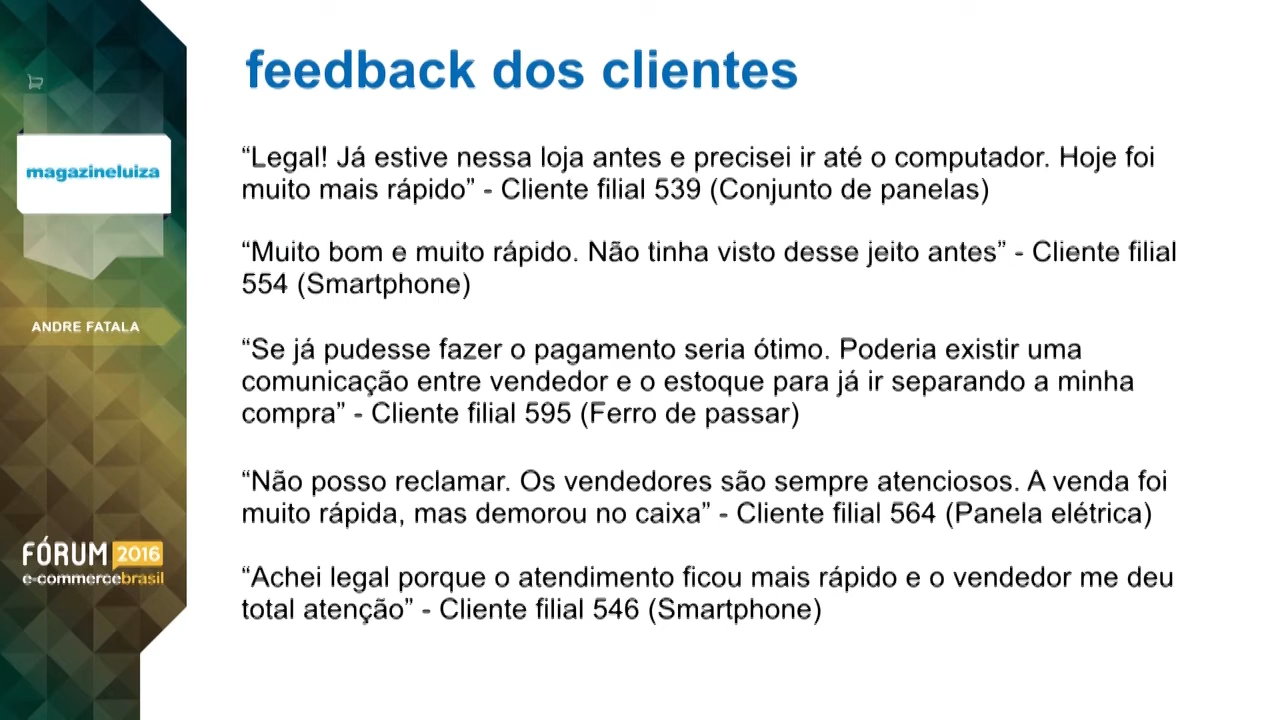 feedback dos clientes
magazineluiza
ANDRE FATALA
FÓRUM 2016
e-commercebrasil
“Legal! Já estive nessa loja antes e precisei ir até o computador. Hoje foi
muito mais rápido” - Cliente filial 539 (Conjunto de panelas)
“Muito bom e muito rápido. Não tinha visto desse jeito antes” - Cliente filial
554 (Smartphone)
“Se já pudesse fazer o pagamento seria ótimo. Poderia existir uma
comunicação entre vendedor e o estoque para já ir separando a minha
compra” - Cliente filial 595 (Ferro de passar)
“Não posso reclamar. Os vendedores são sempre atenciosos. A venda foi
muito rápida, mas demorou no caixa” - Cliente filial 564 (Panela elétrica)
“Achei legal porque o atendimento ficou mais rápido e o vendedor me deu
total atenção” - Cliente filial 546 (Smartphone)